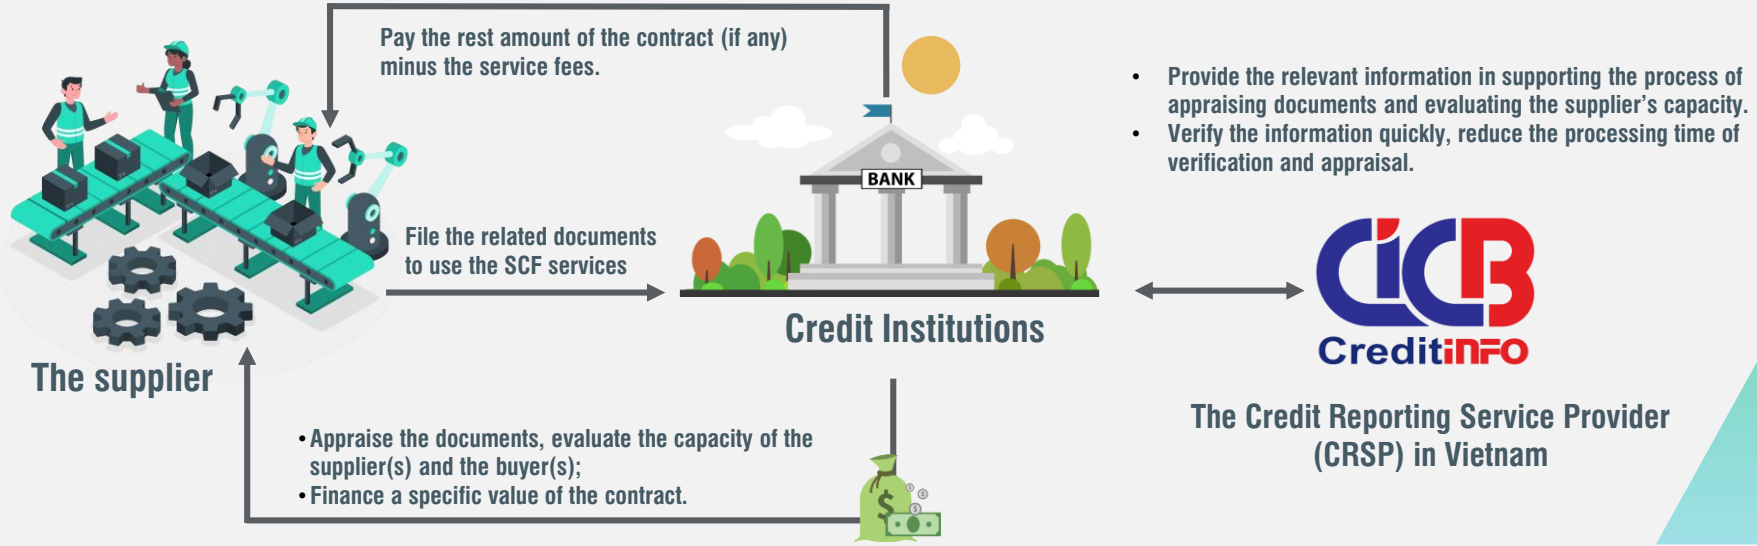 Pay the rest amount of the contract (if any)
minus the service fees.
• Provide the relevant information in supporting the process of
appraising documents and evaluating the supplier's capacity.
• Verify the information quickly, reduce the processing time of
verification and appraisal.
BANK
File the related documents
to use the SCF services
CICB
Creditinfo
Credit Institutions
The supplier
The Credit Reporting Service Provider
(CRSP) in Vietnam
• Appraise the documents, evaluate the capacity of the
supplier(s) and the buyer(s);
• Finance a specific value of the contract.
$